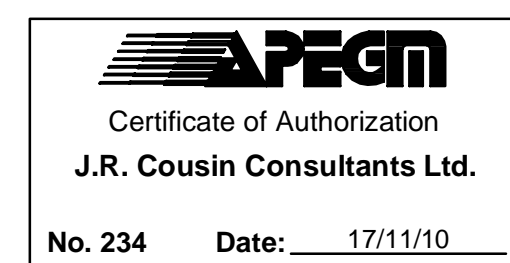 APEGM
Certificate of Authorization
J.R. Cousin Consultants Ltd.
No. 234 Date: 17/11/10